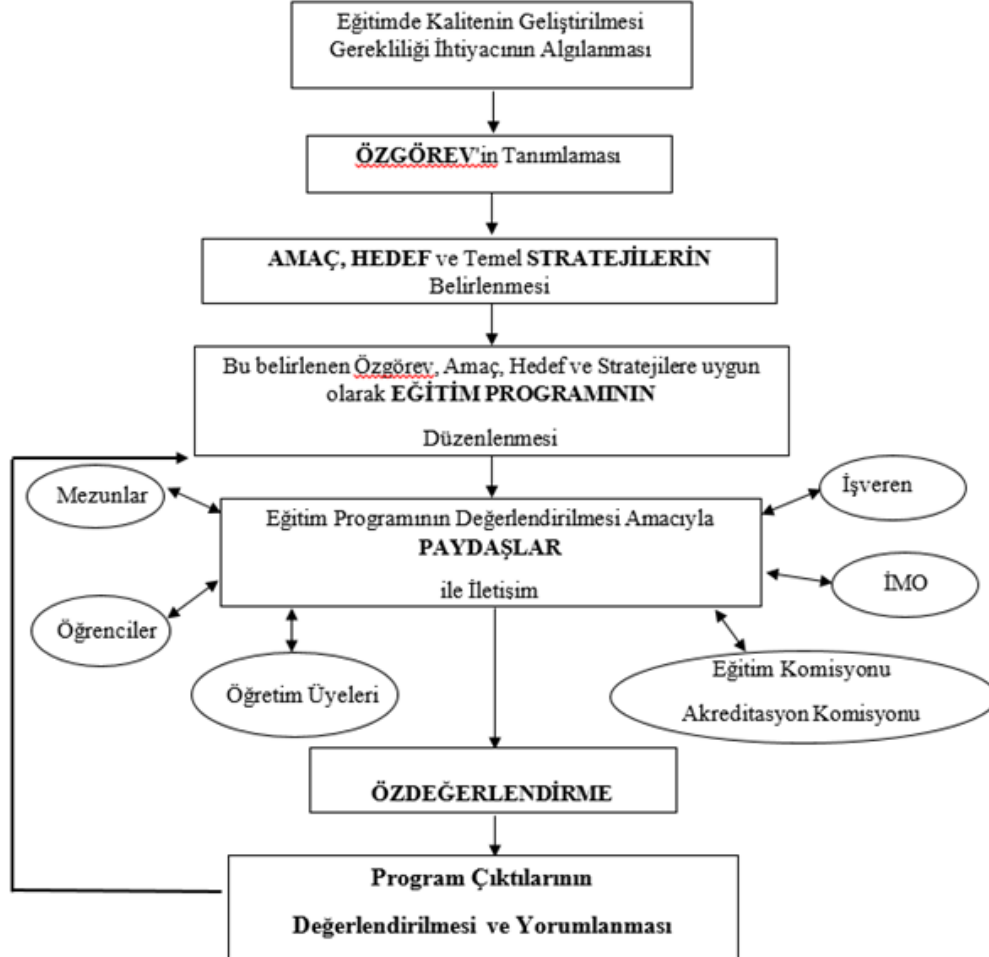 Eğitimde Kalitenin Geliştirilmesi
Gerekliliği İhtiyacının Algılanması
ÖZGÖREV'in Tanımlaması
AMAÇ, HEDEF ve Temel STRATEJİLERİN
Belirlenmesi
Bu belirlenen Özgörev, Amaç, Hedef ve Stratejilere uygun
olarak EĞİTİM PROGRAMININ
Düzenlenmesi
Mezunlar
İşveren
Eğitim Programının Değerlendirilmesi Amacıyla
PAYDAŞLAR
ile İletişim
İMO
Öğrenciler
Öğretim Üyeleri
Eğitim Komisyonu
Akreditasyon Komisyonu
ÖZDEĞERLENDİRME
Program Çıktılarının
Değerlendirilmesi ve Yorumlanması